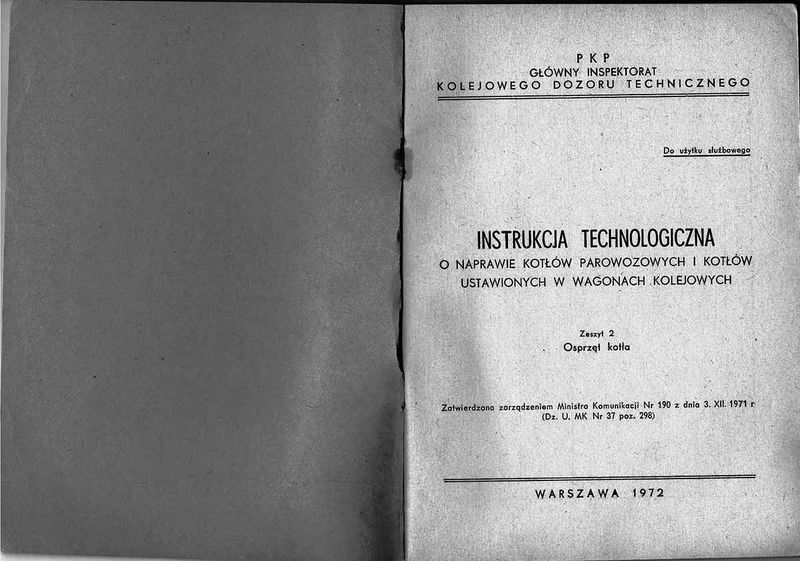 P K P
GŁÓWNY INSPEKTORAT
KOLEJOWEGO DOZORU TECHNICZNEGO
Do użytku służbowego
INSTRUKCJA TECHNOLOGICZNA
O NAPRAWIE KOTŁÓW PAROWOZOWYCH I KOTŁÓW
USTAWIONYCH W WAGONACH KOLEJOWYCH
Zeszyt 2
Osprzęt kotła
Zatwierdzona zarządzeniem Ministra Komunikacji Nr 190 z dnia 3. XII. 1971 r
(Dz. U. MK Nr 37 poz. 298)
WARSZAWA 1972